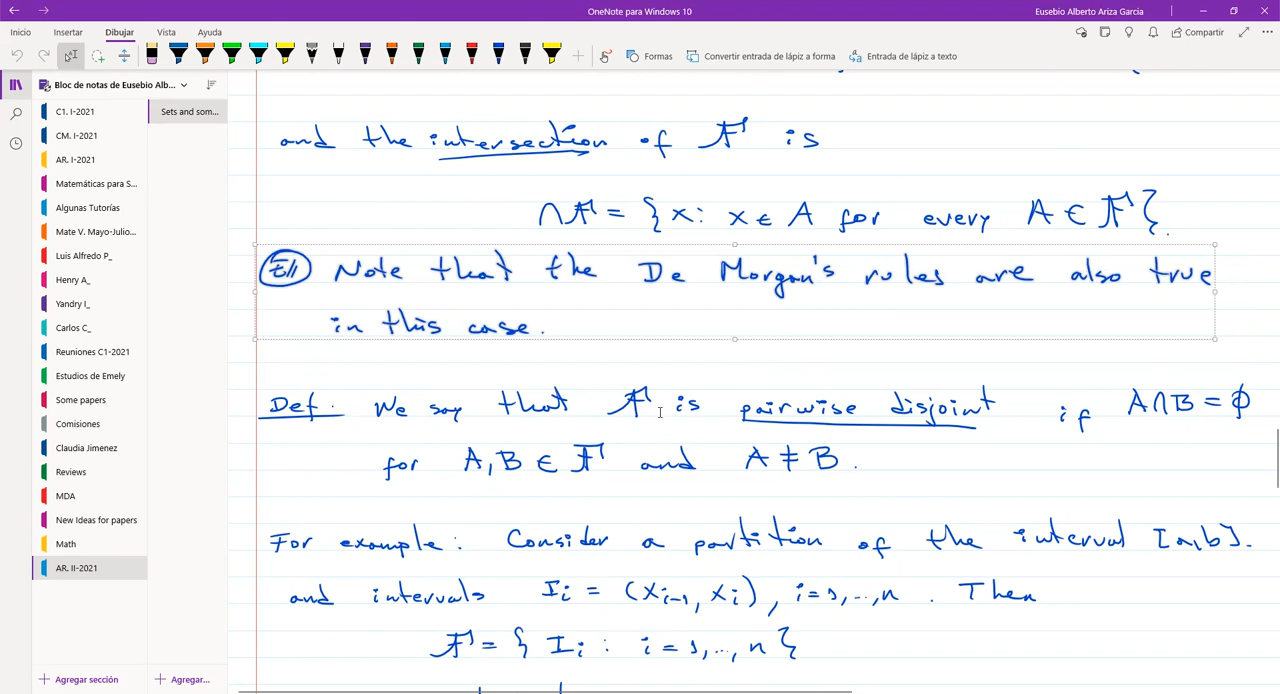 OneNote para Windows 10
Eusebio Alberto Ariza Garcia
Inicio
Insertar
Dibujar
Vista
Ayuda
Compartir
Formas
Convertir entrada de lápiz a forma
Entrada de lápiz a texto
Bloc de notas de Eusebio Alb...
C1. I-2021
CM. I-2021
AR. I-2021
Matemáticas para S...
Algunas Tutorías
Mate V. Mayo-Julio...
Luis Alfredo P_
Henry A_
Yandry I_
Carlos C_
Reuniones C1-2021
Estudios de Emely
Some papers
Comisiones
Claudia Jimenez
Reviews
MDA
New Ideas for papers
Math
AR. II-2021
Agregar sección
Sets and som...
Agregar...
and the intersection of F is
∩F = {x: x ∈ A for every A ∈ F}.
Note that the De Morgan's rules are also true
in this case.
Def. We say that F is pairwise disjoint if A∩B = ϕ
for A, B ∈ F and A ≠ B.
For example: Consider a partition of the interval [a,b].
and intervals I_i = (x_{i-1}, x_i), i=1,...,n. Then
F = { I_i : i=1,...,n }